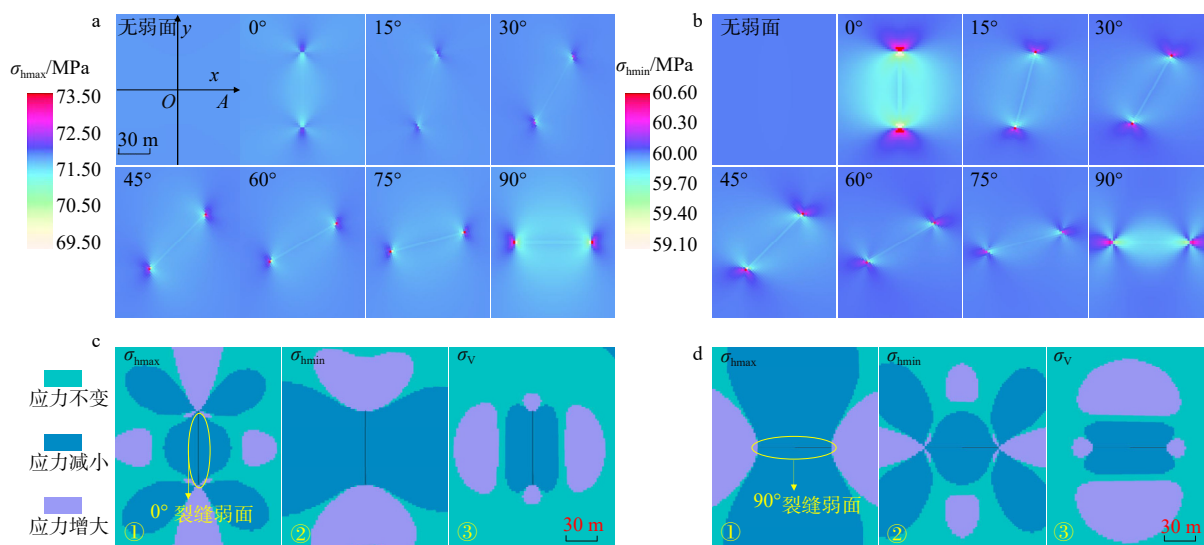 a
σhmax/MPa
73.50
72.50
71.50
70.50
69.50
无弱面
y
x
O
A
30 m
0°
15°
30°
45°
60°
75°
90°
b
σhmin/MPa
60.60
60.30
60.00
59.70
59.40
59.10
无弱面
0°
15°
30°
45°
60°
75°
90°
c
应力不变
应力减小
应力增大
σhmax
0° 裂缝弱面
①
σhmin
②
σV
③
30 m
d
σhmax
90° 裂缝弱面
①
σhmin
②
σV
③
30 m